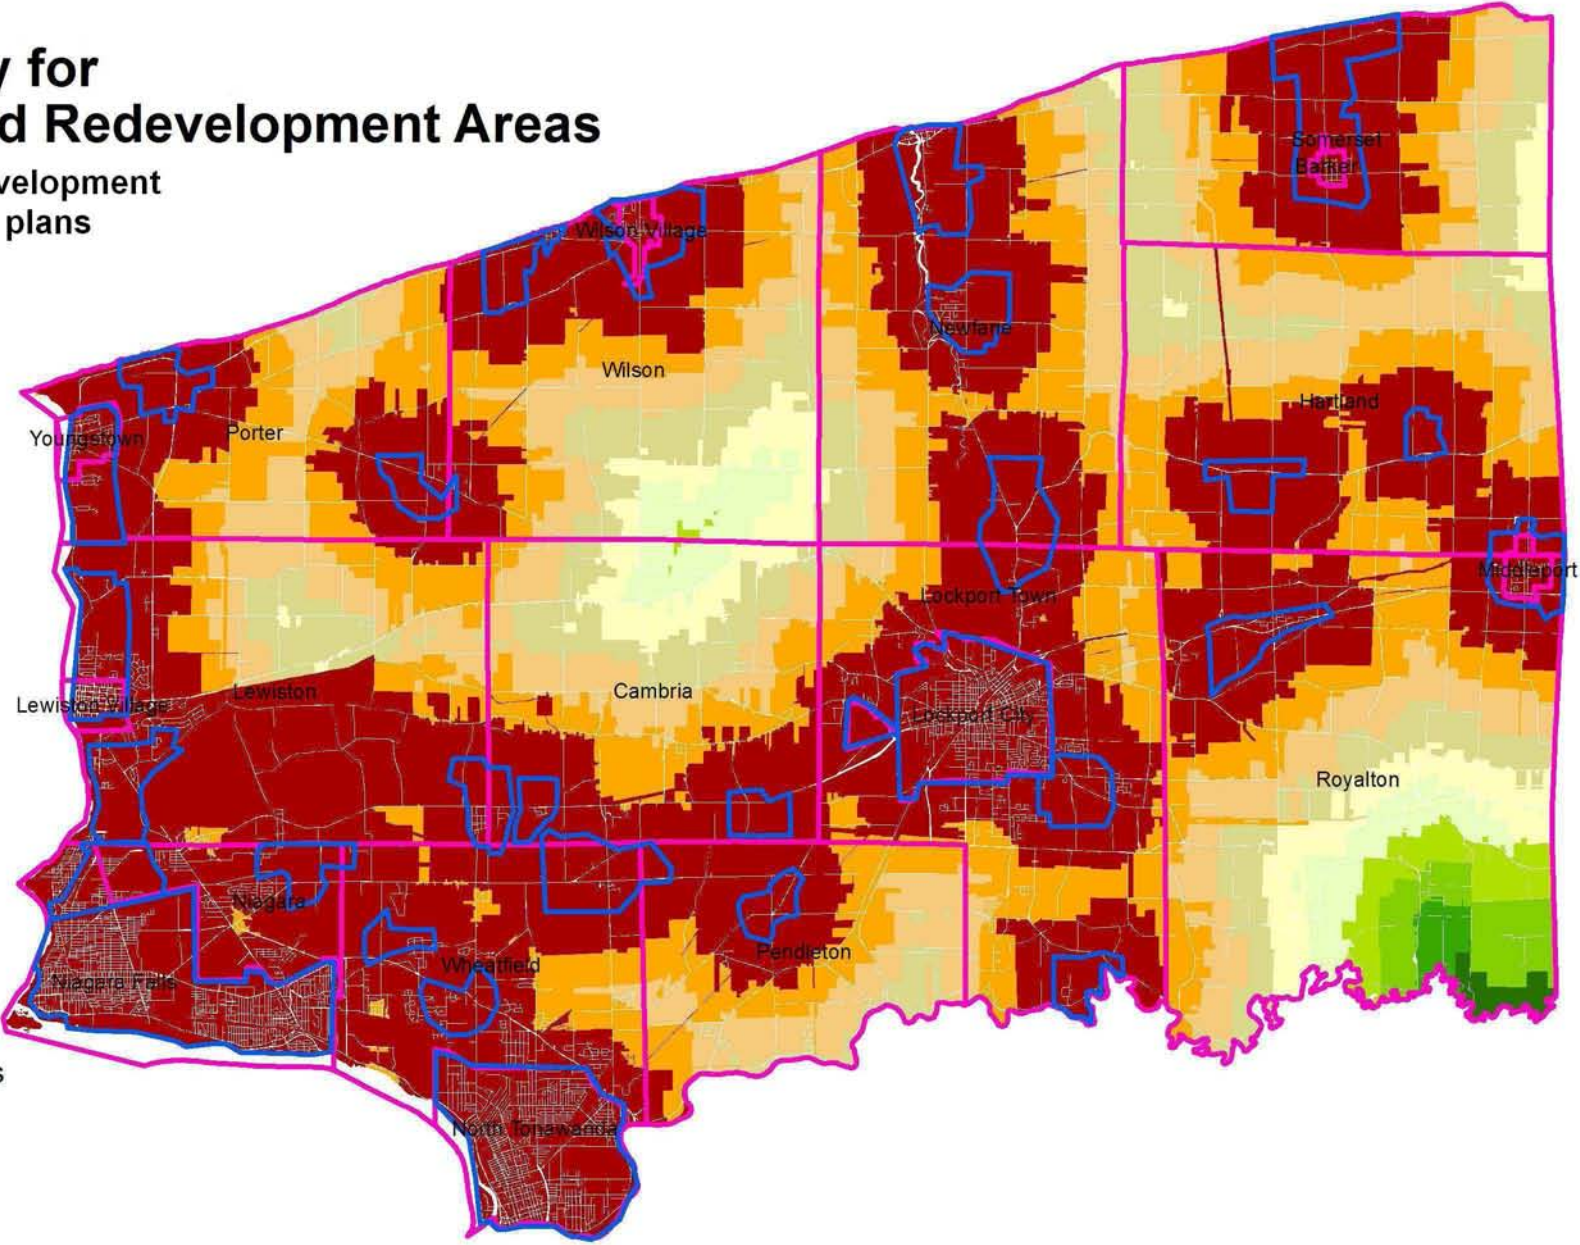 y for
d Redevelopment Areas
velopment
plans
Somerset
Barker
Wilson Village
Newfane
Wilson
Hartland
Youngstown
Porter
Middleport
Lockport Town
Lewiston
Cambria
Lewiston Village
Lockport City
Royalton
Niagara
Pendleton
Wheatfield
Niagara Falls
s
North Tonawanda